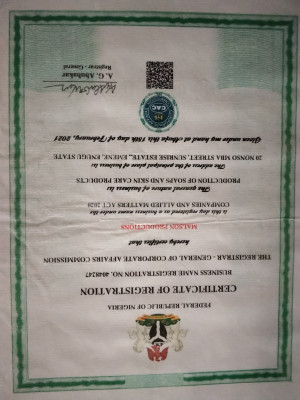 FEDERAL REPUBLIC OF NIGERIA
CERTIFICATE OF REGISTRATION
BUSINESS NAME REGISTRATION NO. 4048247
THE REGISTRAR - GENERAL OF CORPORATE AFFAIRS COMMISSION
hereby certifies that
PRODUCTIONS
is this day registered as a business name under the
COMPANIES AND ALLIED MATTERS ACT 2020
The general nature of business is
PRODUCTION OF SOAPS AND SKIN CARE PRODUCTS
The address of the principal place of business is
20 NONSO MBA STREET, SUNRISE ESTATE, EMENE, ENUGU STATE
Given under my hand at Abuja this 15th day of February, 2021
CAC
A. G. Abubakar
Registrar - General